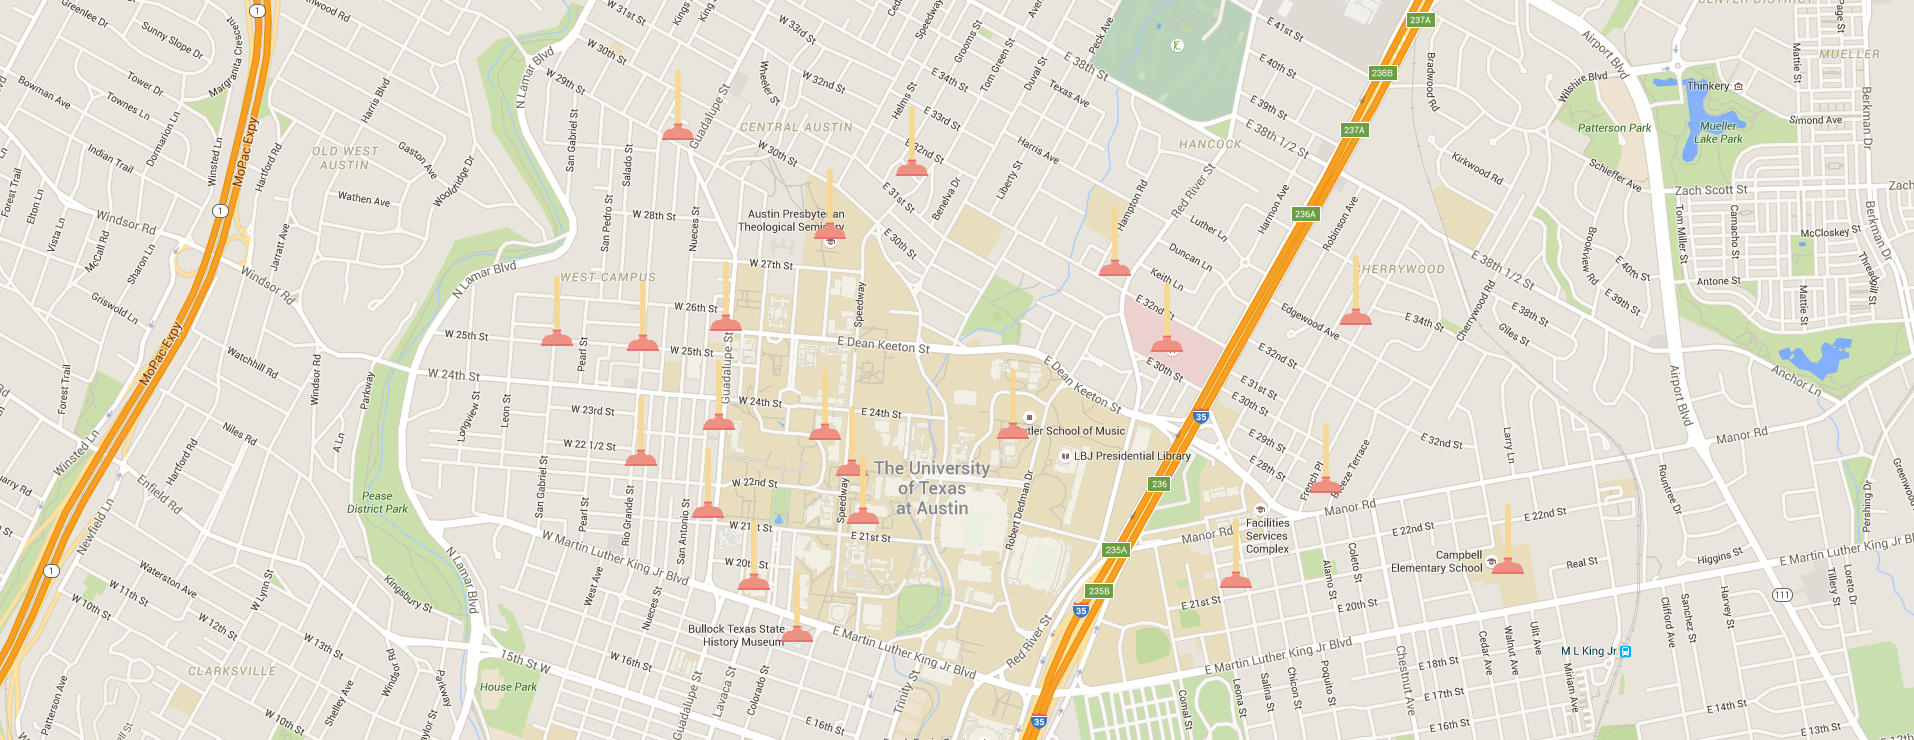 Greenlee Dr
Sunny Slope Dr
Margranita Crescent
Tower Dr
Bowman Ave
Townes Ln
Dormarion Ln
Indian Trail
Harris Blvd
OLD WEST
AUSTIN
Gaston Ave
Wooldridge Dr
Wathen Ave
Winsted Ln
Hartford Rd
MoPac Expy
1
1
Forest Trail
Elton Ln
Vista Ln
McCall Rd
Sharon Ln
Windsor Rd
Jarratt Ave
Windsor Rd
Griswold Ln
MoPac Expy
Watchhill Rd
Windsor Rd
Parkway
Forest Trail
Hartford Rd
Niles Rd
A Ln
Winsted Ln
Enfield Rd
Newfield Ln
Pease
District Park
1
Waterston Ave
W 11th St
W 10th St
W Lynn St
W 12th St
W 13th St
Kingsbury St
Windsor Rd
Parkway
CLARKSVILLE
Patterson Ave
Shelley Ave
W 10th St
House Park
15th St W
N Lamar Blvd
N Lamar Blvd
N Lamar Blvd
W 31st St
W 30th St
W 29th St
San Gabriel St
Salado St
San Pedro St
W 28th St
Nueces St
Guadalupe St
WEST CAMPUS
W 27th St
W 26th St
W 25th St
W 25th St
Pearl St
W 24th St
Guadalupe St
W 24th St
Longview St
Leon St
W 23rd St
W 22 1/2 St
San Gabriel St
Pearl St
Rio Grande St
San Antonio St
W 22nd St
W 21st St
W 20th St
W Martin Luther King Jr Blvd
West Ave
Nueces St
W 16th St
Guadalupe St
Lavaca St
Colorado St
Bullock Texas State
History Museum
E Martin Luther King Jr Blvd
E 16th St
Trinity St
Red River St
Wheeler St
W 33rd St
W 32nd St
Speedway
Grooms St
Tom Green St
Duval St
Peck Ave
E 38th St
E 34th St
Texas Ave
Helms St
E 33rd St
E 32nd St
Harris Ave
CENTRAL AUSTIN
W 30th St
E 31st St
Benelva Dr
Liberty St
E 30th St
Austin Presbyterian
Theological Seminary
Speedway
E Dean Keeton St
E Dean Keeton St
E 24th St
Speedway
The University
of Texas
at Austin
E 21st St
Butler School of Music
LBJ Presidential Library
Robert Dedman Dr
E 41st St
E 40th St
E 39th St
E 38th 1/2 St
HANCOCK
Red River St
Hampton Rd
Luther Ln
Duncan Ln
Keith Ln
E 32nd St
E 30th St
Harmon Ave
Robinson Ave
237A
236B
237A
236A
35
236
235A
235B
35
35
Edgewood Ave
E 32nd St
E 31st St
E 30th St
E 29th St
E 28th St
French Pl
Breeze Terrace
CHERRYWOOD
E 34th St
Cherrywood Rd
Giles St
E 38th St
E 39th St
E 40th St
Brookview Rd
E 38th 1/2 St
Bradwood Rd
Kirkwood Rd
Schieffer Ave
Wilshire Blvd
Airport Blvd
Patterson Park
Thinkery
Mueller
Lake Park
MUELLER
Mattie St
Page St
Simond Ave
Berkman Dr
Zach Scott St
Tom Miller St
Camacho St
McCloskey St
Antone St
Mattie St
Berkman Dr
Threadgill St
Anchor Ln
Airport Blvd
Manor Rd
E 32nd St
Larry Ln
Rountree Dr
Pershing Dr
Greenwood
Manor Rd
Manor Rd
E 22nd St
E 22nd St
Facilities
Services
Complex
Campbell
Elementary School
Real St
Higgins St
E Martin Luther King Jr Bl
Coleto St
Alamo St
E 21st St
E 20th St
E Martin Luther King Jr Blvd
Leona St
Salina St
Chicon St
Poquito St
Comal St
Chestnut Ave
Cedar Ave
Walnut Ave
Ulit Ave
Miriam Ave
M L King Jr
E 18th St
E 17th St
E 16th St
Clifford Ave
Sanchez St
Harvey St
Tillery St
Loreto Dr
111
E 14th St
E 13th St
E 12th